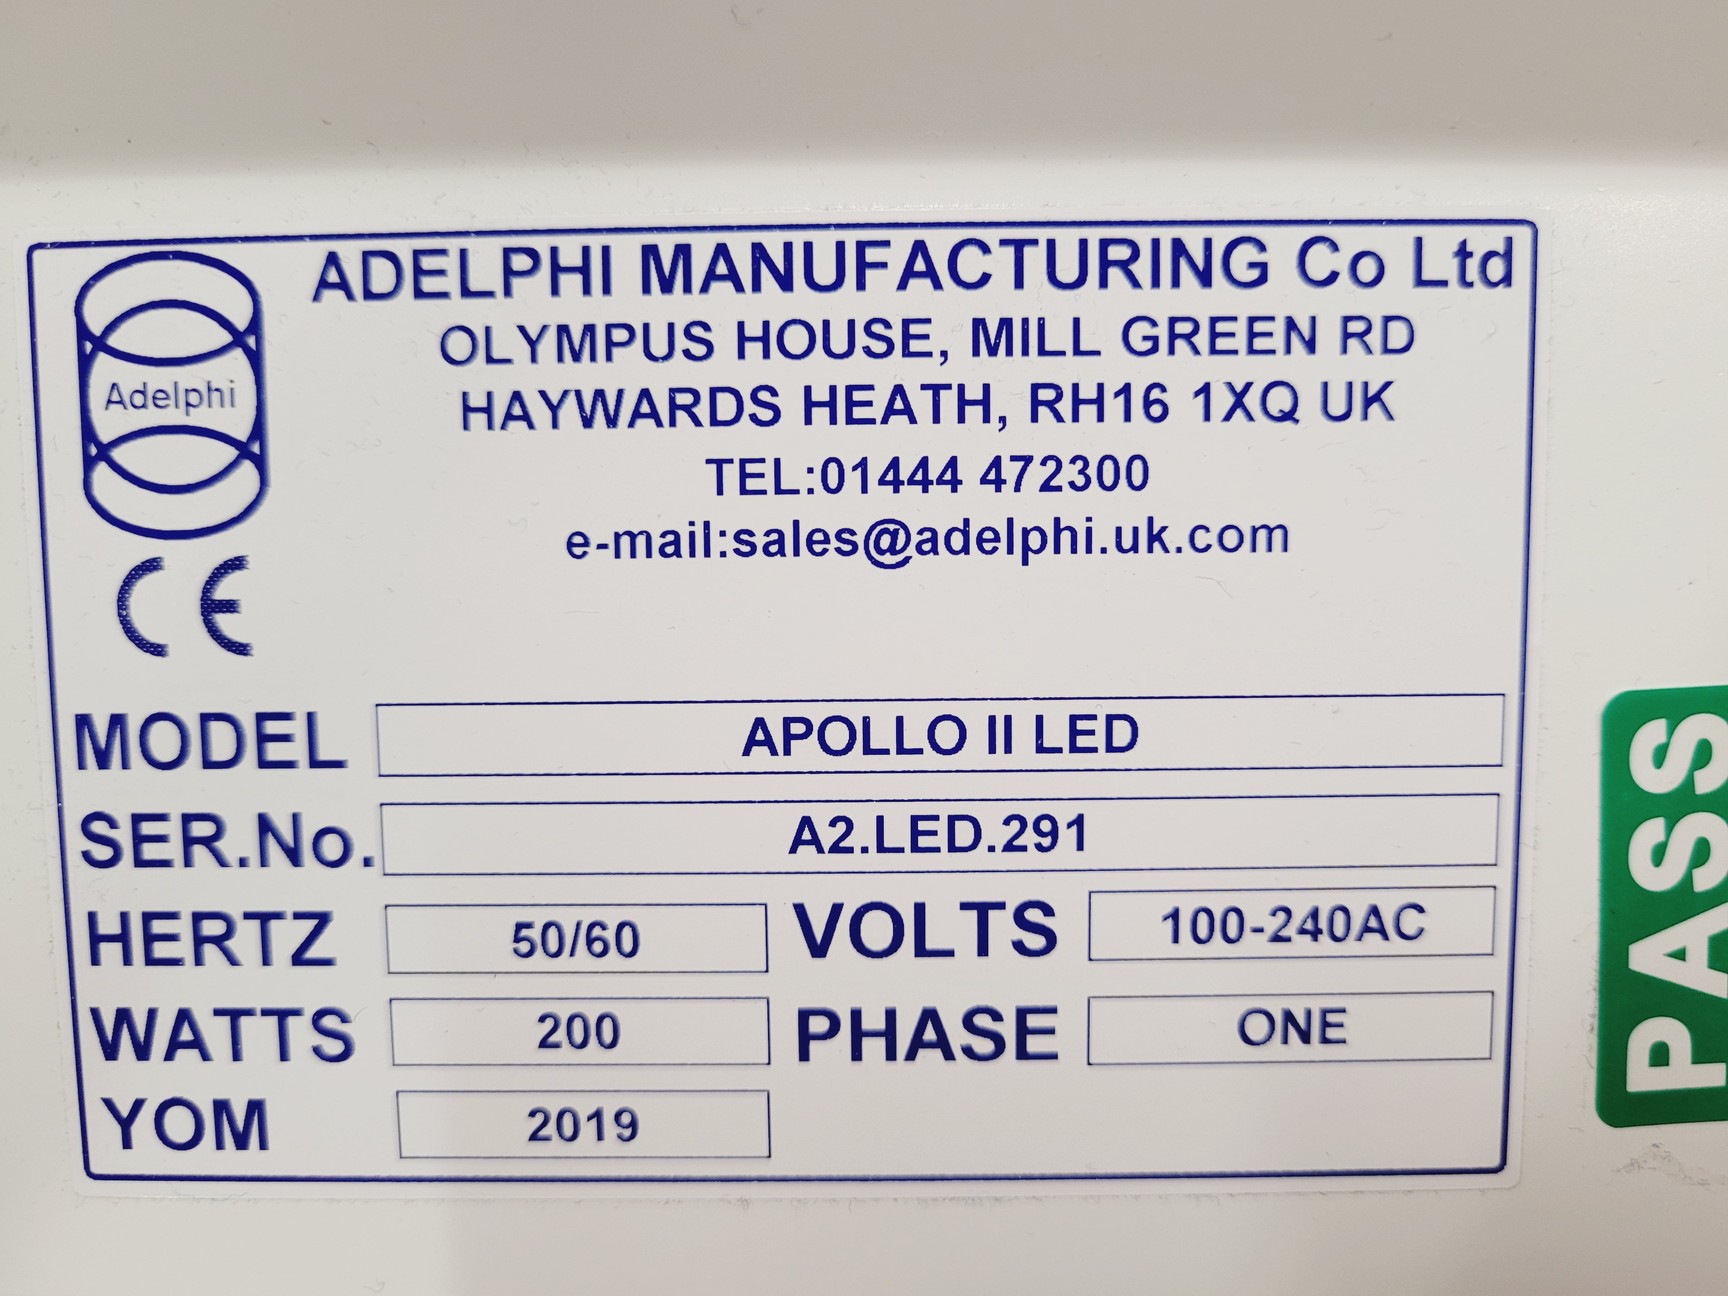 ADELPHI MANUFACTURING Co Ltd
OLYMPUS HOUSE, MILL GREEN RD
HAYWARDS HEATH, RH16 1XQ UK
TEL:01444 472300
e-mail:sales@adelphi.uk.com
Adelphi
CE
MODEL APOLLO II LED
SER.No. A2.LED.291
HERTZ 50/60 VOLTS 100-240AC
WATTS 200 PHASE ONE
YOM 2019
PASS